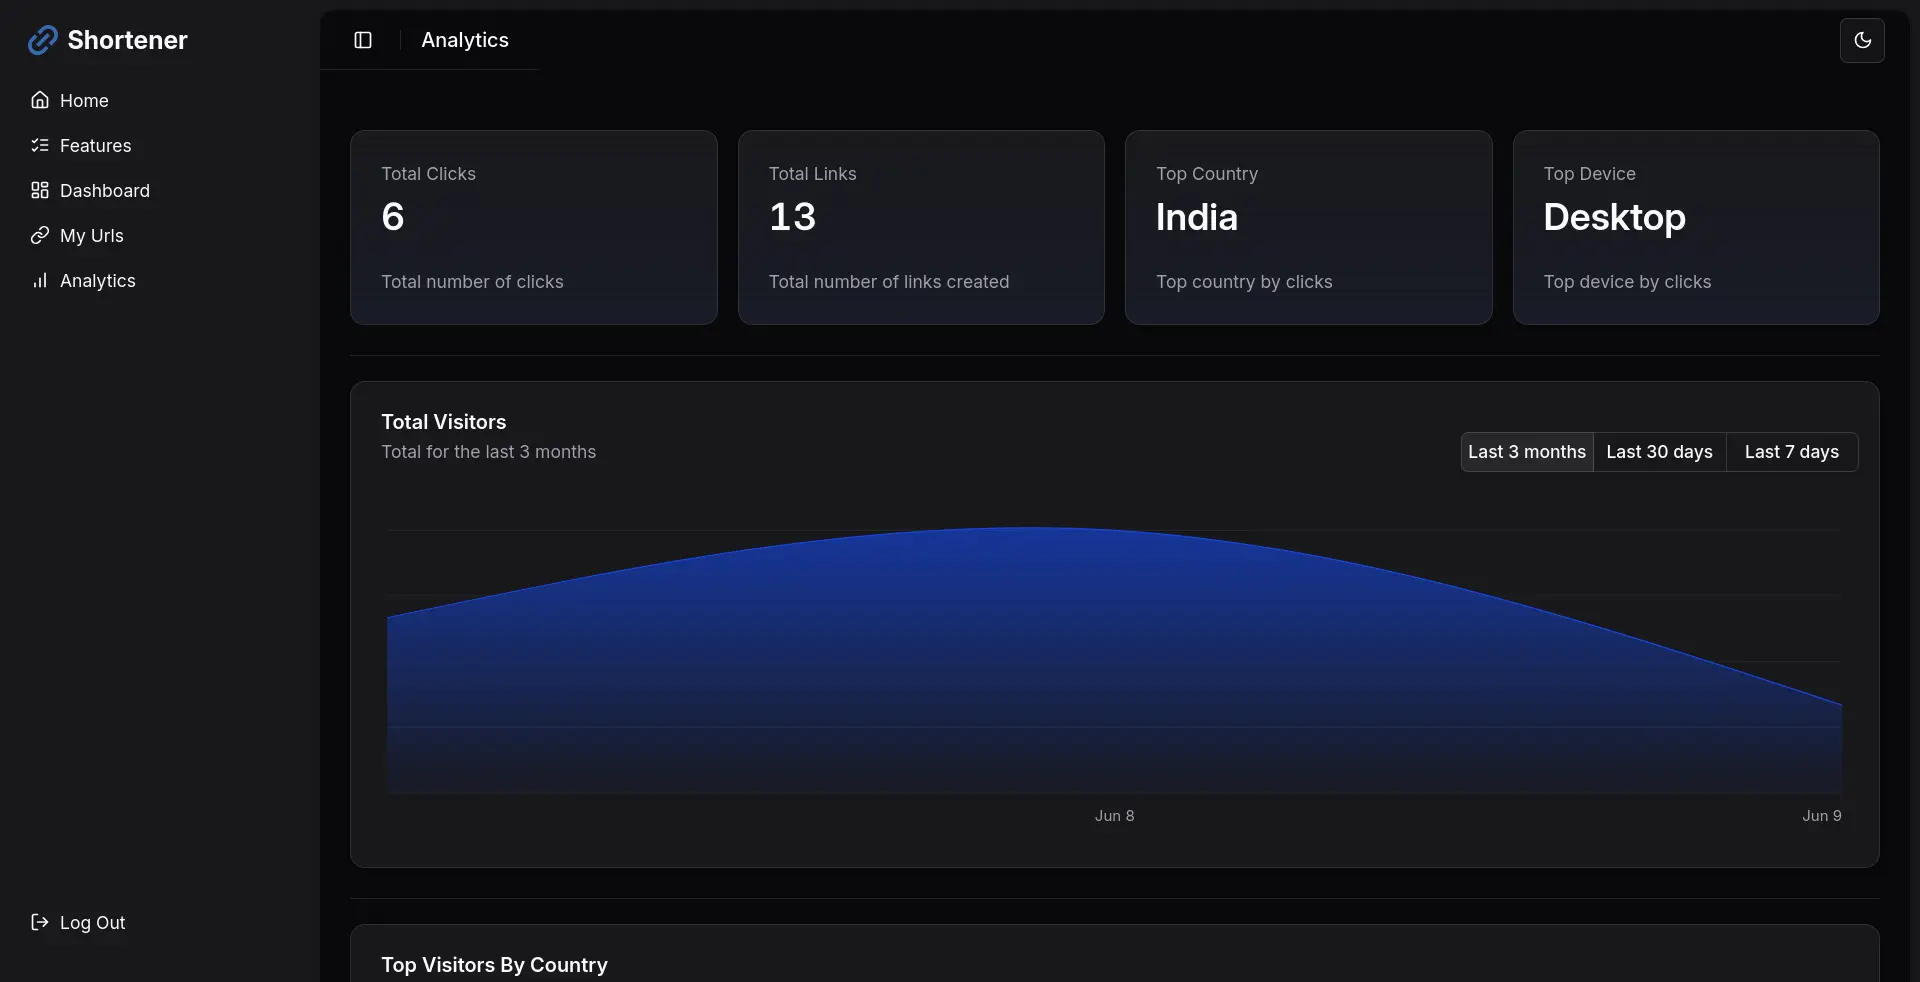 Shortener
Home
Features
Dashboard
My Urls
Analytics
Log Out
Analytics
Total Clicks
6
Total number of clicks
Total Links
13
Total number of links created
Top Country
India
Top country by clicks
Top Device
Desktop
Top device by clicks
Total Visitors
Total for the last 3 months
Last 3 months
Last 30 days
Last 7 days
Jun 8
Jun 9
Top Visitors By Country